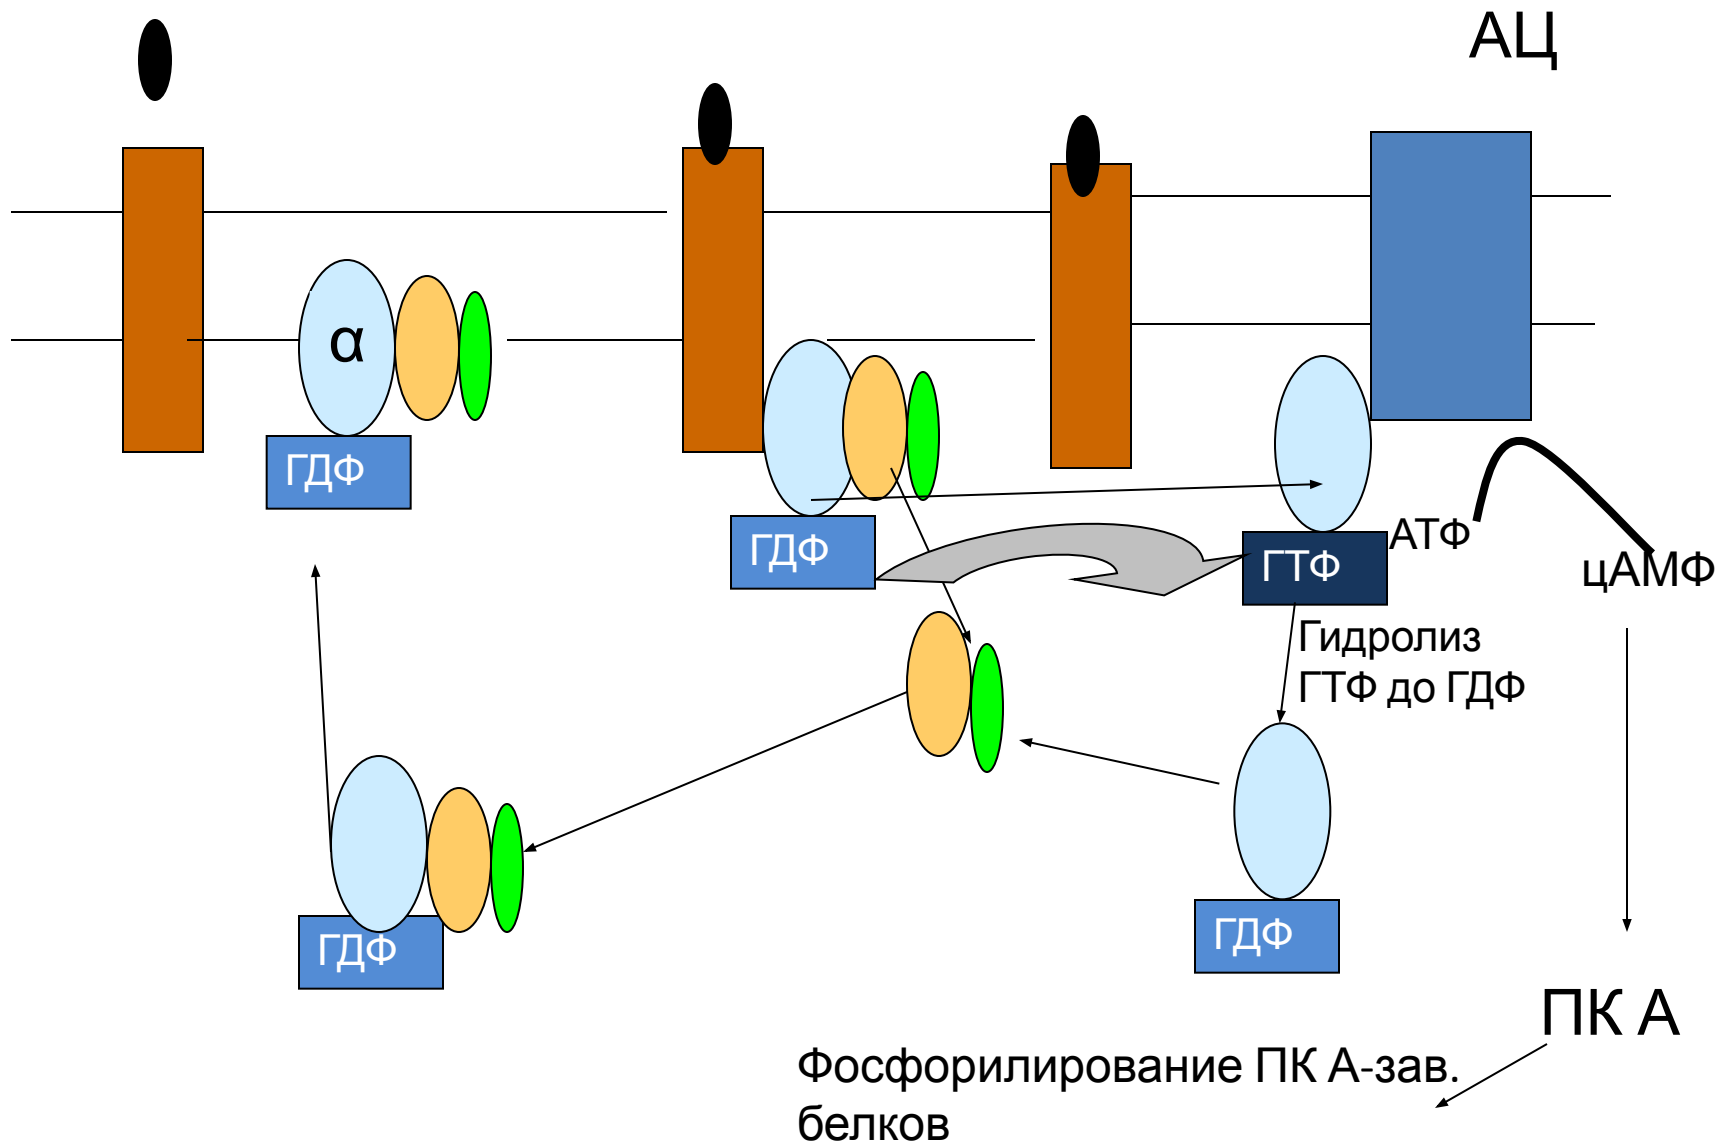 АЦ
α
ГДФ
ГДФ
ГТФ
АТФ
цАМФ
Гидролиз
ГТФ до ГДФ
ГДФ
ГДФ
ПК А
Фосфорилирование ПК А-зав.
белков